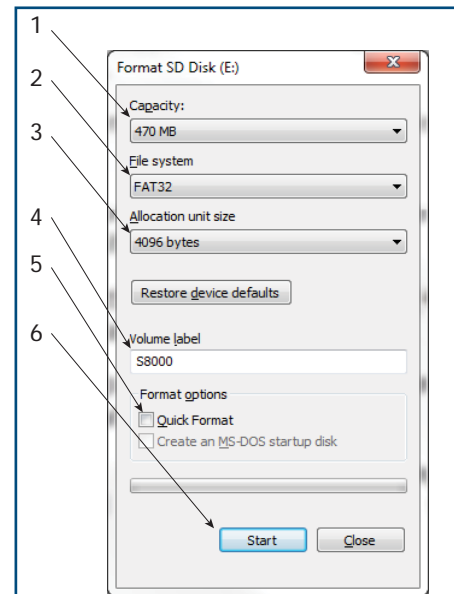 1
Format SD Disk (E:)
2
Capacity:
3
470 MB
File system
FAT32
Allocation unit size
4
4096 bytes
5
Restore device defaults
6
Volume label
S8000
Format options
Quick Format
Create an MS-DOS startup disk
Start
Close